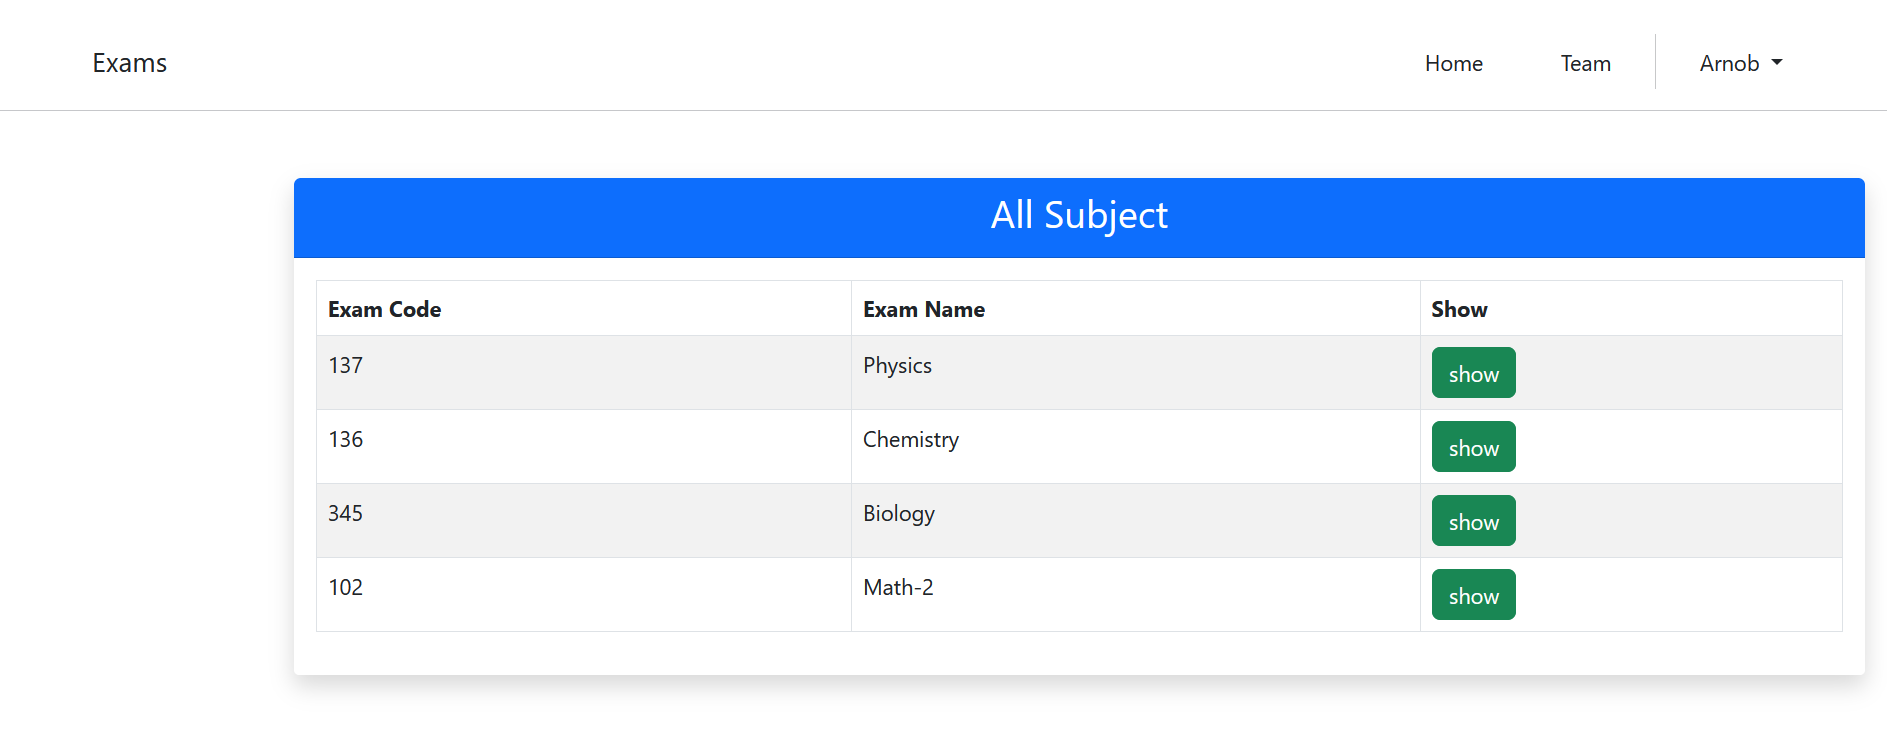 Exams Home Team Arnob
All Subject
Exam Code Exam Name Show
137 Physics show
136 Chemistry show
345 Biology show
102 Math-2 show